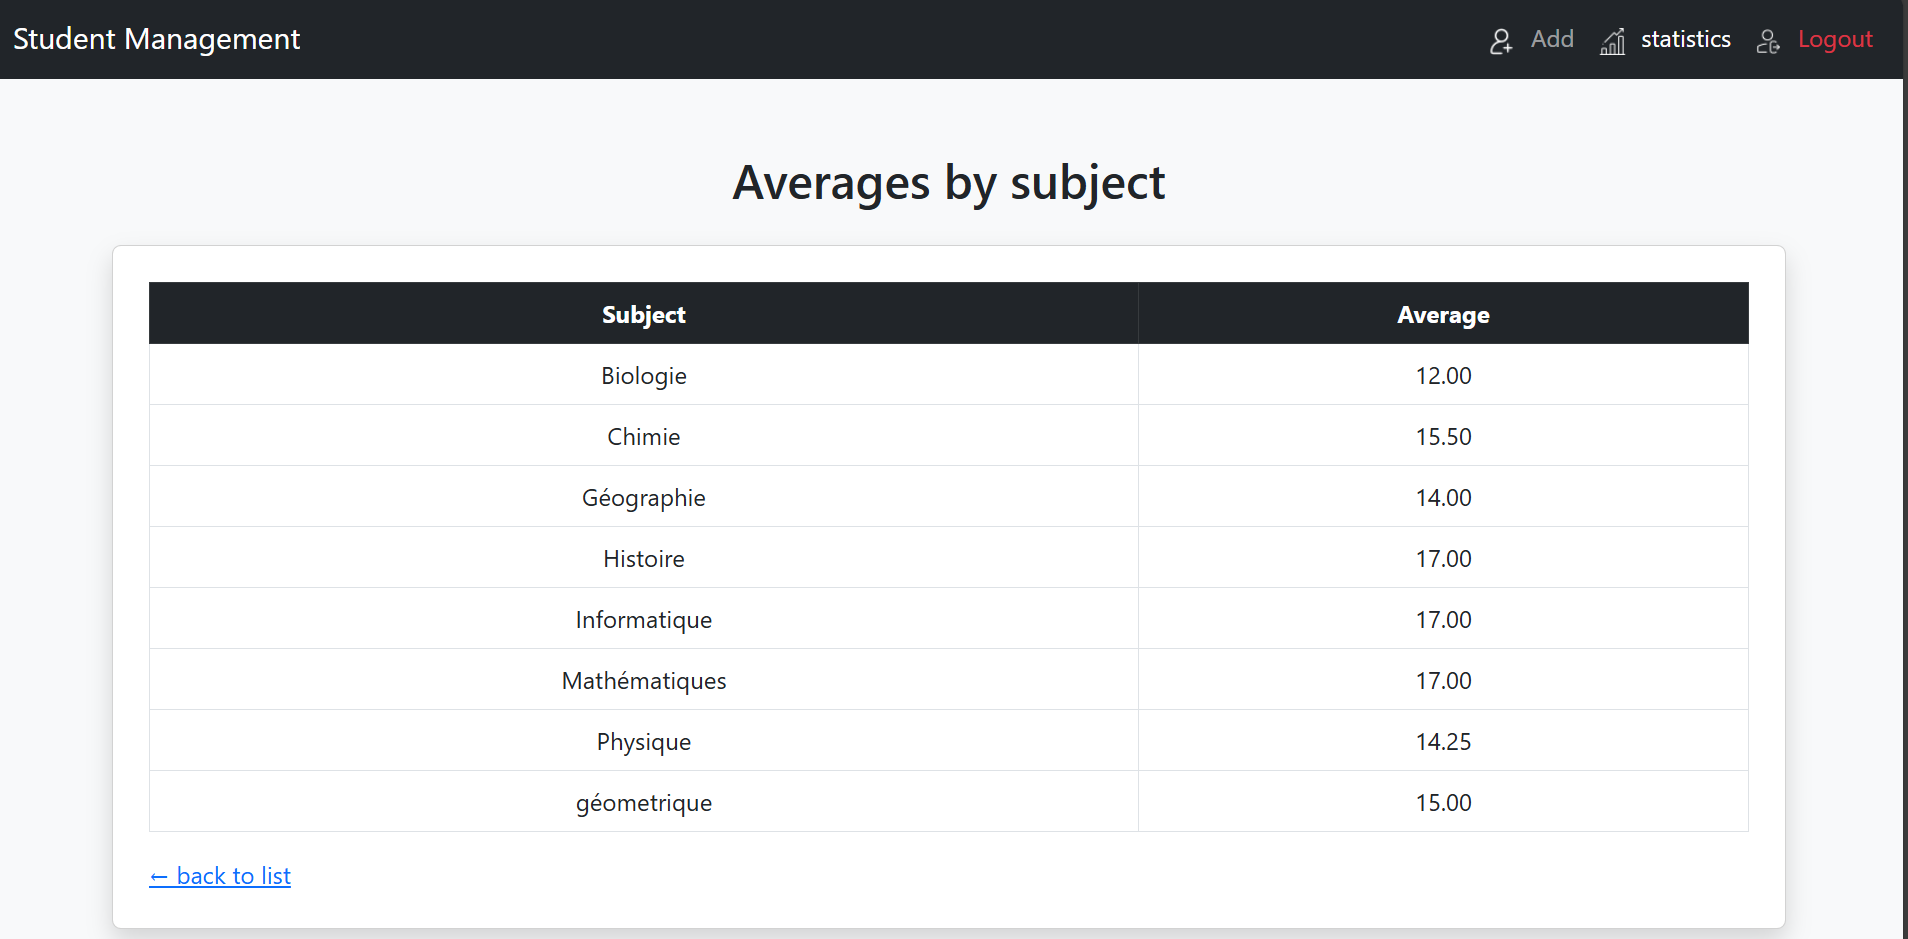 Student Management Add statistics Logout
Averages by subject
Subject Average
Biologie 12.00
Chimie 15.50
Géographie 14.00
Histoire 17.00
Informatique 17.00
Mathématiques 17.00
Physique 14.25
géometrique 15.00
← back to list